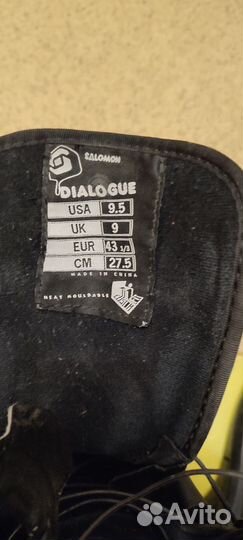 SALOMON
DIALOGUE
USA 9.5
UK 9
EUR 43 1/3
CM 27.5
MADE IN CHINA
HEAT MOULDABLE
Avito